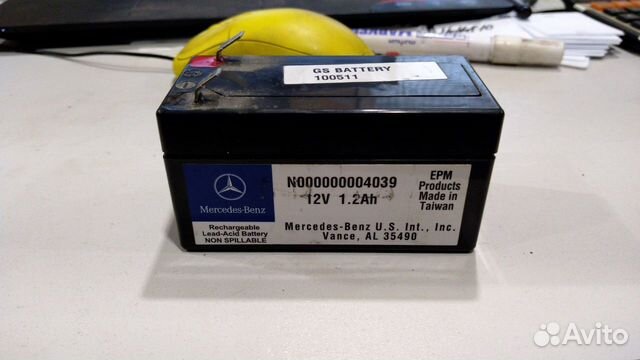 MARKER
GS BATTERY
100511
Mercedes-Benz
Rechargeable
Lead-Acid Battery
NON SPILLABLE
N000000004039
12V 1.2Ah
EPM
Products
Made in
Taiwan
Mercedes-Benz U.S. Int., Inc.
Vance, AL 35490
Avito